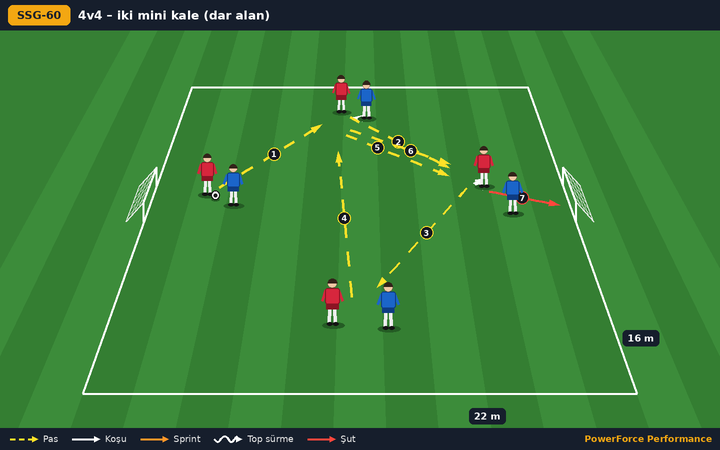 SSG-60 4v4 – iki mini kale (dar alan)
1
2
5
6
7
4
3
16 m
22 m
Pas Koşu Sprint Top sürme Şut PowerForce Performance